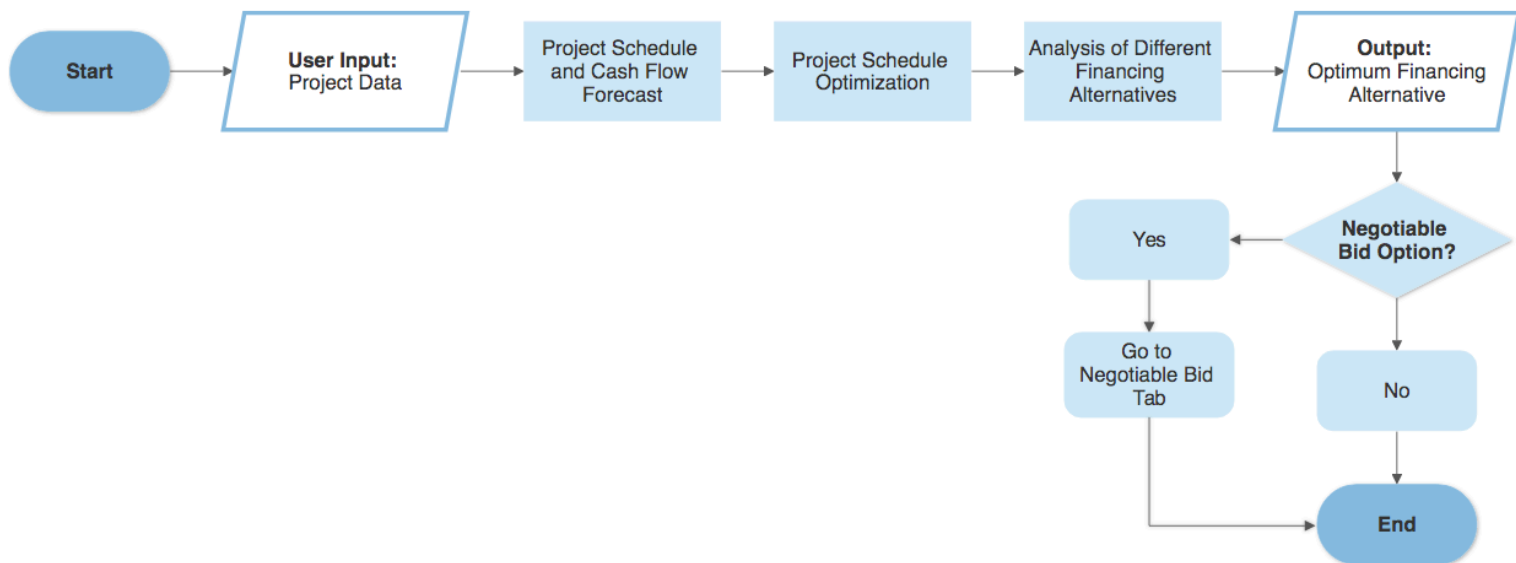 Start
User Input:
Project Data
Project Schedule
and Cash Flow
Forecast
Project Schedule
Optimization
Analysis of Different
Financing
Alternatives
Output:
Optimum Financing
Alternative
Negotiable
Bid Option?
Yes
Go to
Negotiable Bid
Tab
No
End